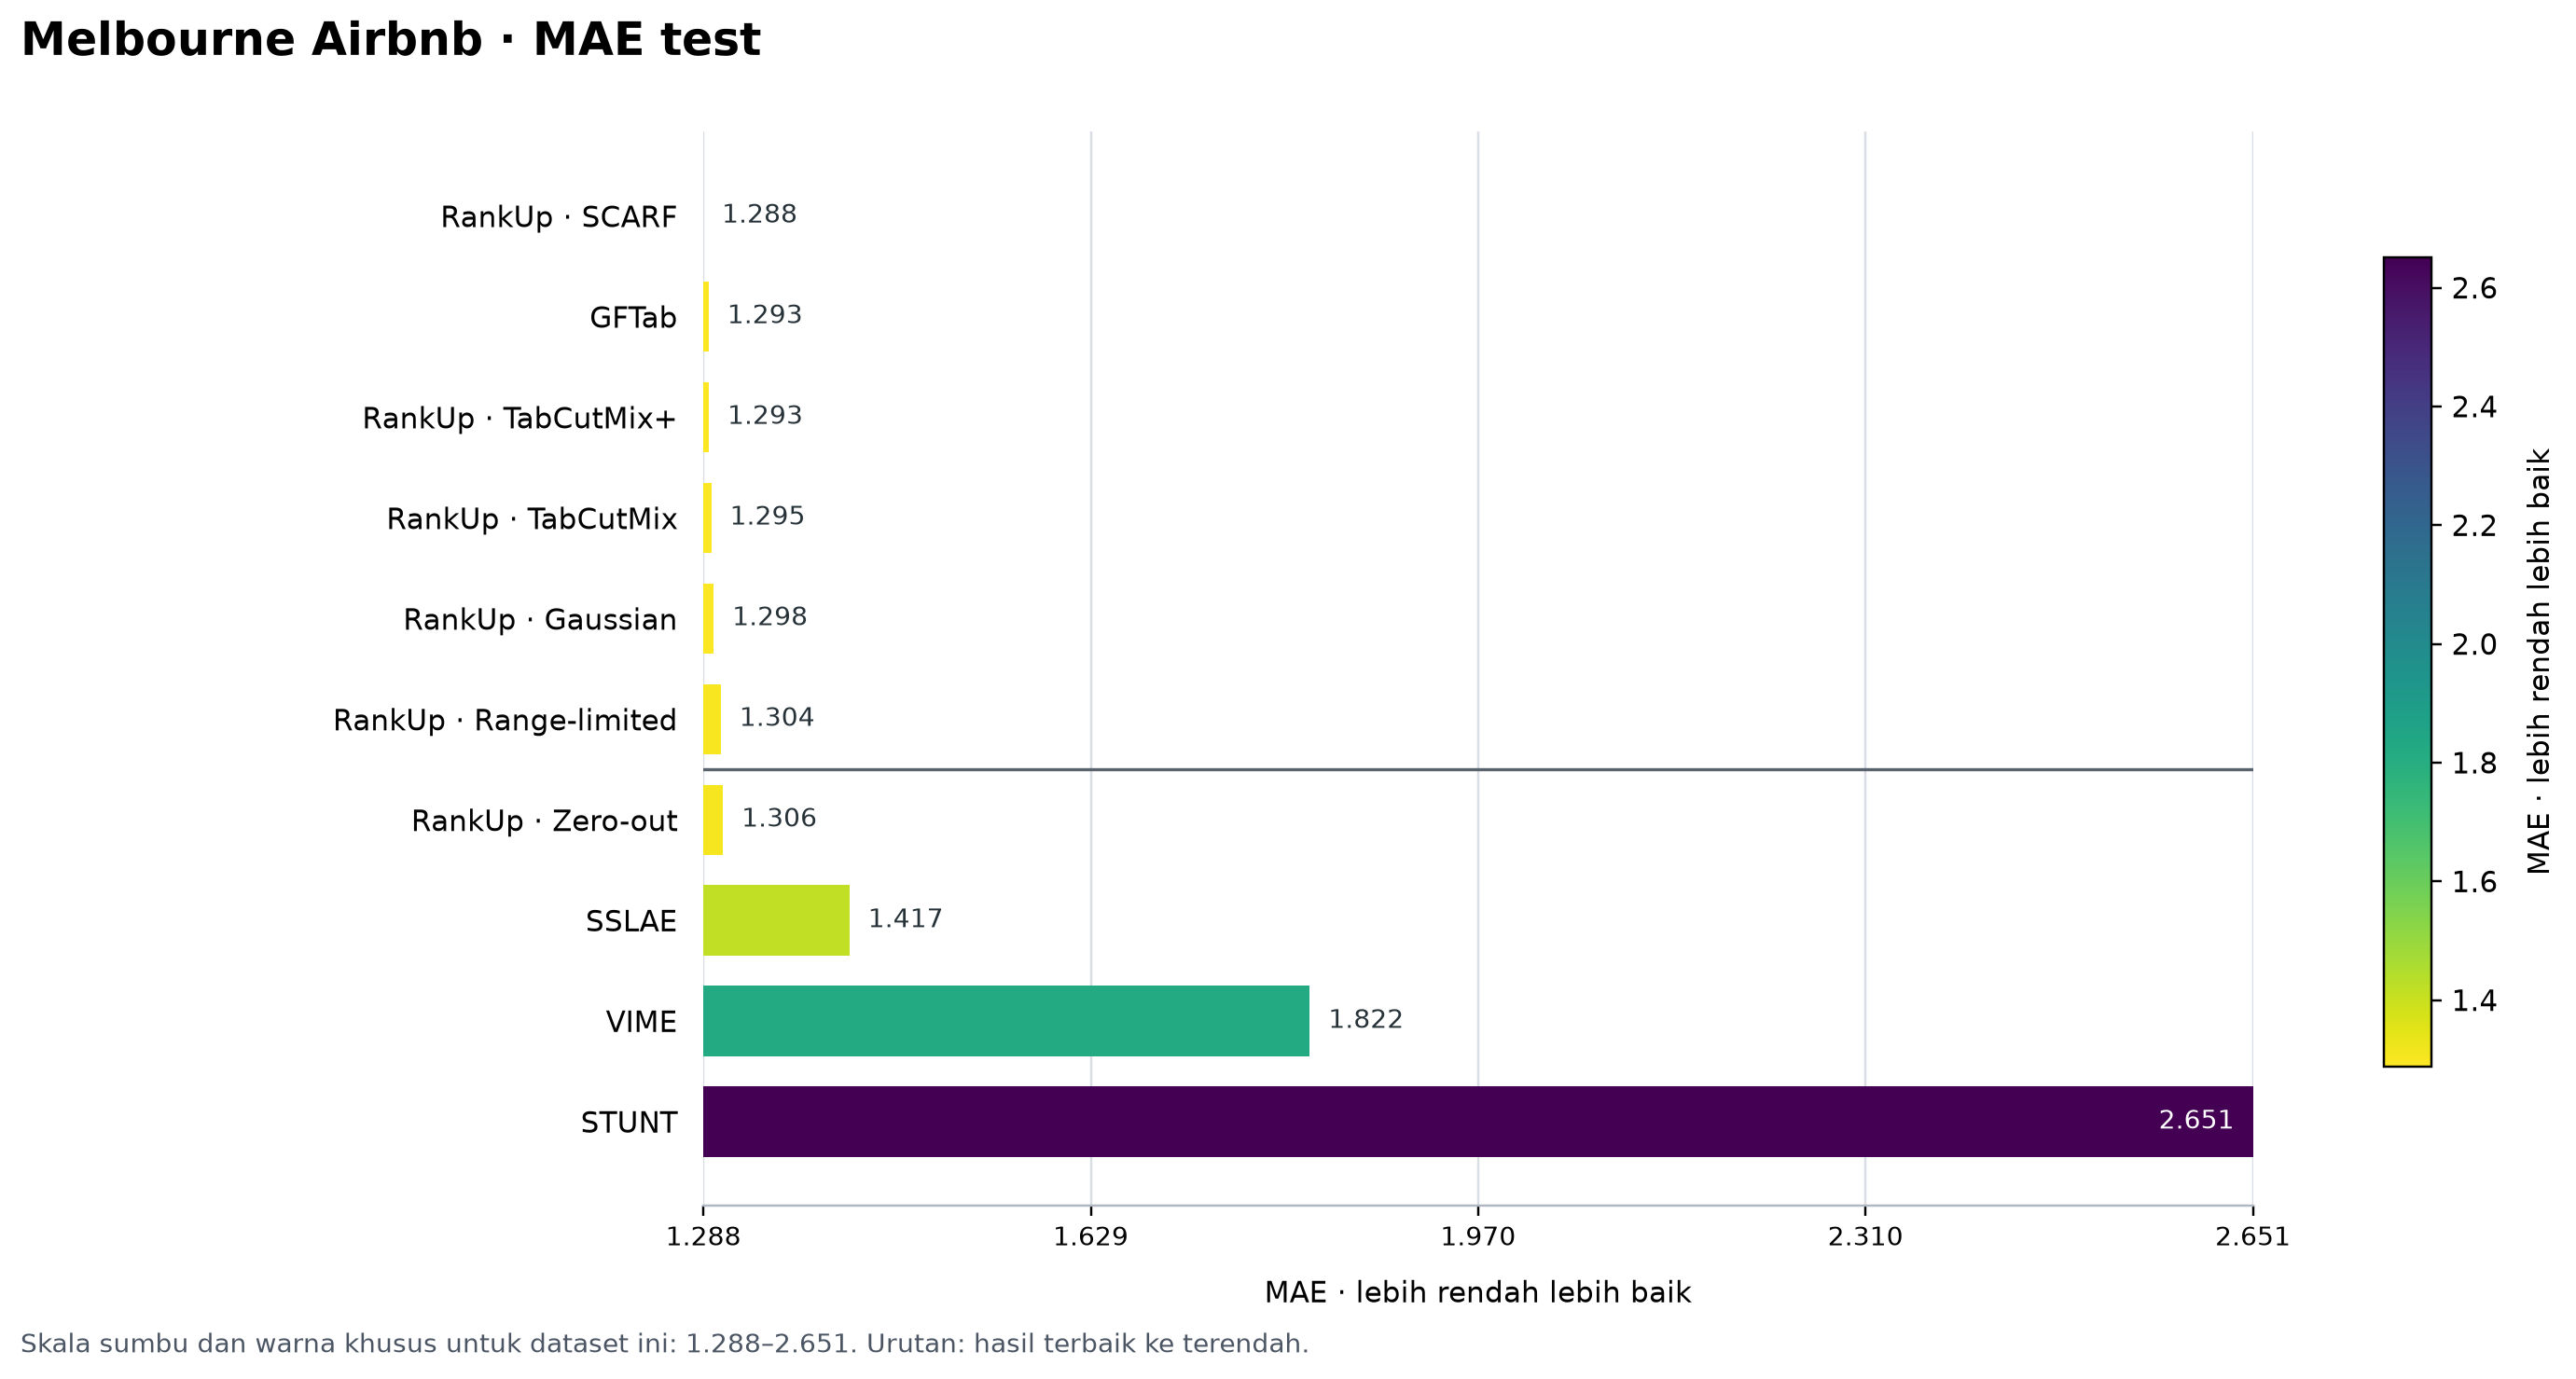 Melbourne Airbnb · MAE test
RankUp · SCARF 1.288
GFTab 1.293
RankUp · TabCutMix+ 1.293
RankUp · TabCutMix 1.295
RankUp · Gaussian 1.298
RankUp · Range-limited 1.304
RankUp · Zero-out 1.306
SSLAE 1.417
VIME 1.822
STUNT 2.651
1.288 1.629 1.970 2.310 2.651
MAE · lebih rendah lebih baik
2.6
2.4
2.2
2.0
1.8
1.6
1.4
MAE · lebih rendah lebih baik
Skala sumbu dan warna khusus untuk dataset ini: 1.288–2.651. Urutan: hasil terbaik ke terendah.